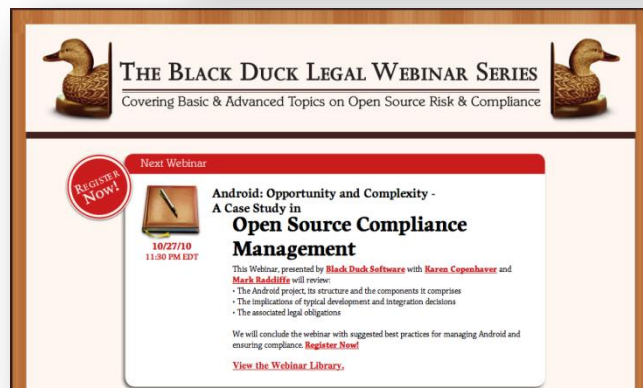 THE BLACK DUCK LEGAL WEBINAR SERIES
Covering Basic & Advanced Topics on Open Source Risk & Compliance
REGISTER
NOW!
Next Webinar
10/27/10
11:30 PM EDT
Android: Opportunity and Complexity -
A Case Study in
Open Source Compliance
Management
This Webinar, presented by Black Duck Software with Karen Copenhaver and
Mark Radcliffe will review:
• The Android project, its structure and the components it comprises
• The implications of typical development and integration decisions
• The associated legal obligations
We will conclude the webinar with suggested best practices for managing Android and
ensuring compliance. Register Now!
View the Webinar Library.